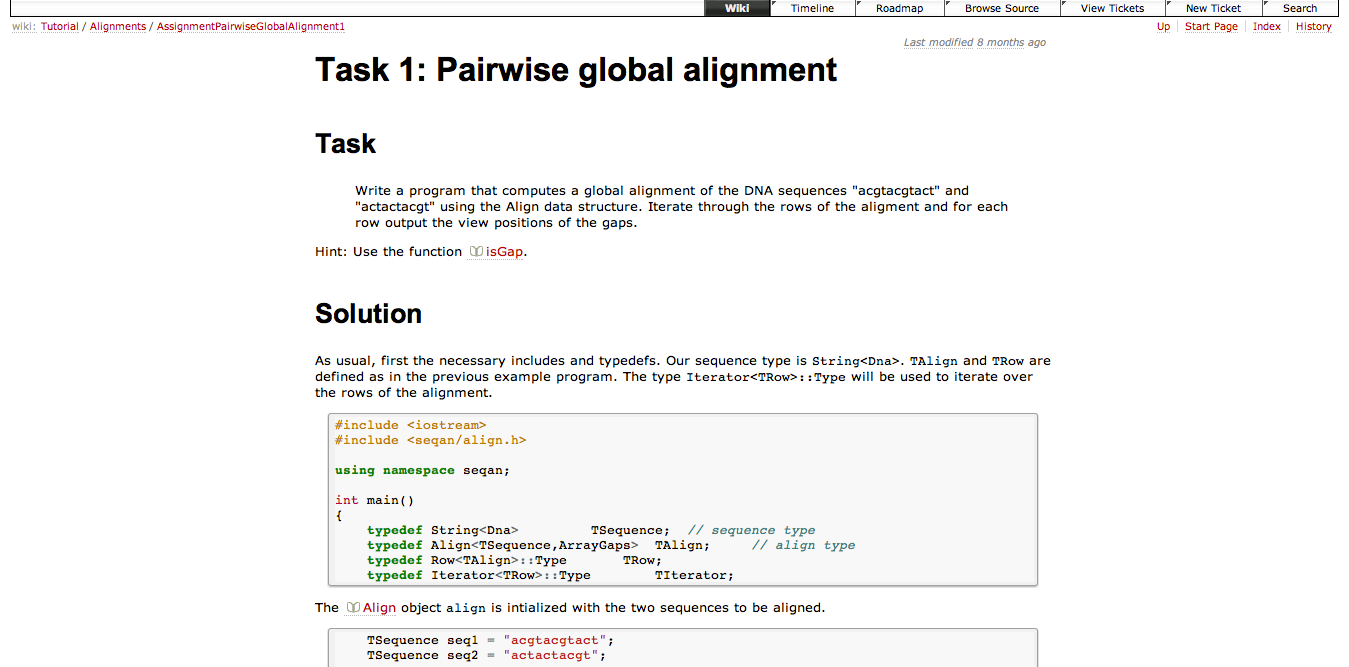 Wiki Timeline Roadmap Browse Source View Tickets New Ticket Search
wiki: Tutorial / Alignments / AssignmentPairwiseGlobalAlignment1 Up Start Page Index History
Last modified 8 months ago
Task 1: Pairwise global alignment
Task
Write a program that computes a global alignment of the DNA sequences "acgtacgtact" and
"actactacgt" using the Align data structure. Iterate through the rows of the aligment and for each
row output the view positions of the gaps.
Hint: Use the function isGap.
Solution
As usual, first the necessary includes and typedefs. Our sequence type is String<Dna>. TAlign and TRow are
defined as in the previous example program. The type Iterator<TRow>::Type will be used to iterate over
the rows of the alignment.
#include <iostream>
#include <seqan/align.h>
using namespace seqan;
int main()
{
typedef String<Dna> TSequence; // sequence type
typedef Align<TSequence,ArrayGaps> TAlign; // align type
typedef Row<TAlign>::Type TRow;
typedef Iterator<TRow>::Type TIterator;
The Align object align is intialized with the two sequences to be aligned.
TSequence seq1 = "acgtacgtact";
TSequence seq2 = "actactacgt";